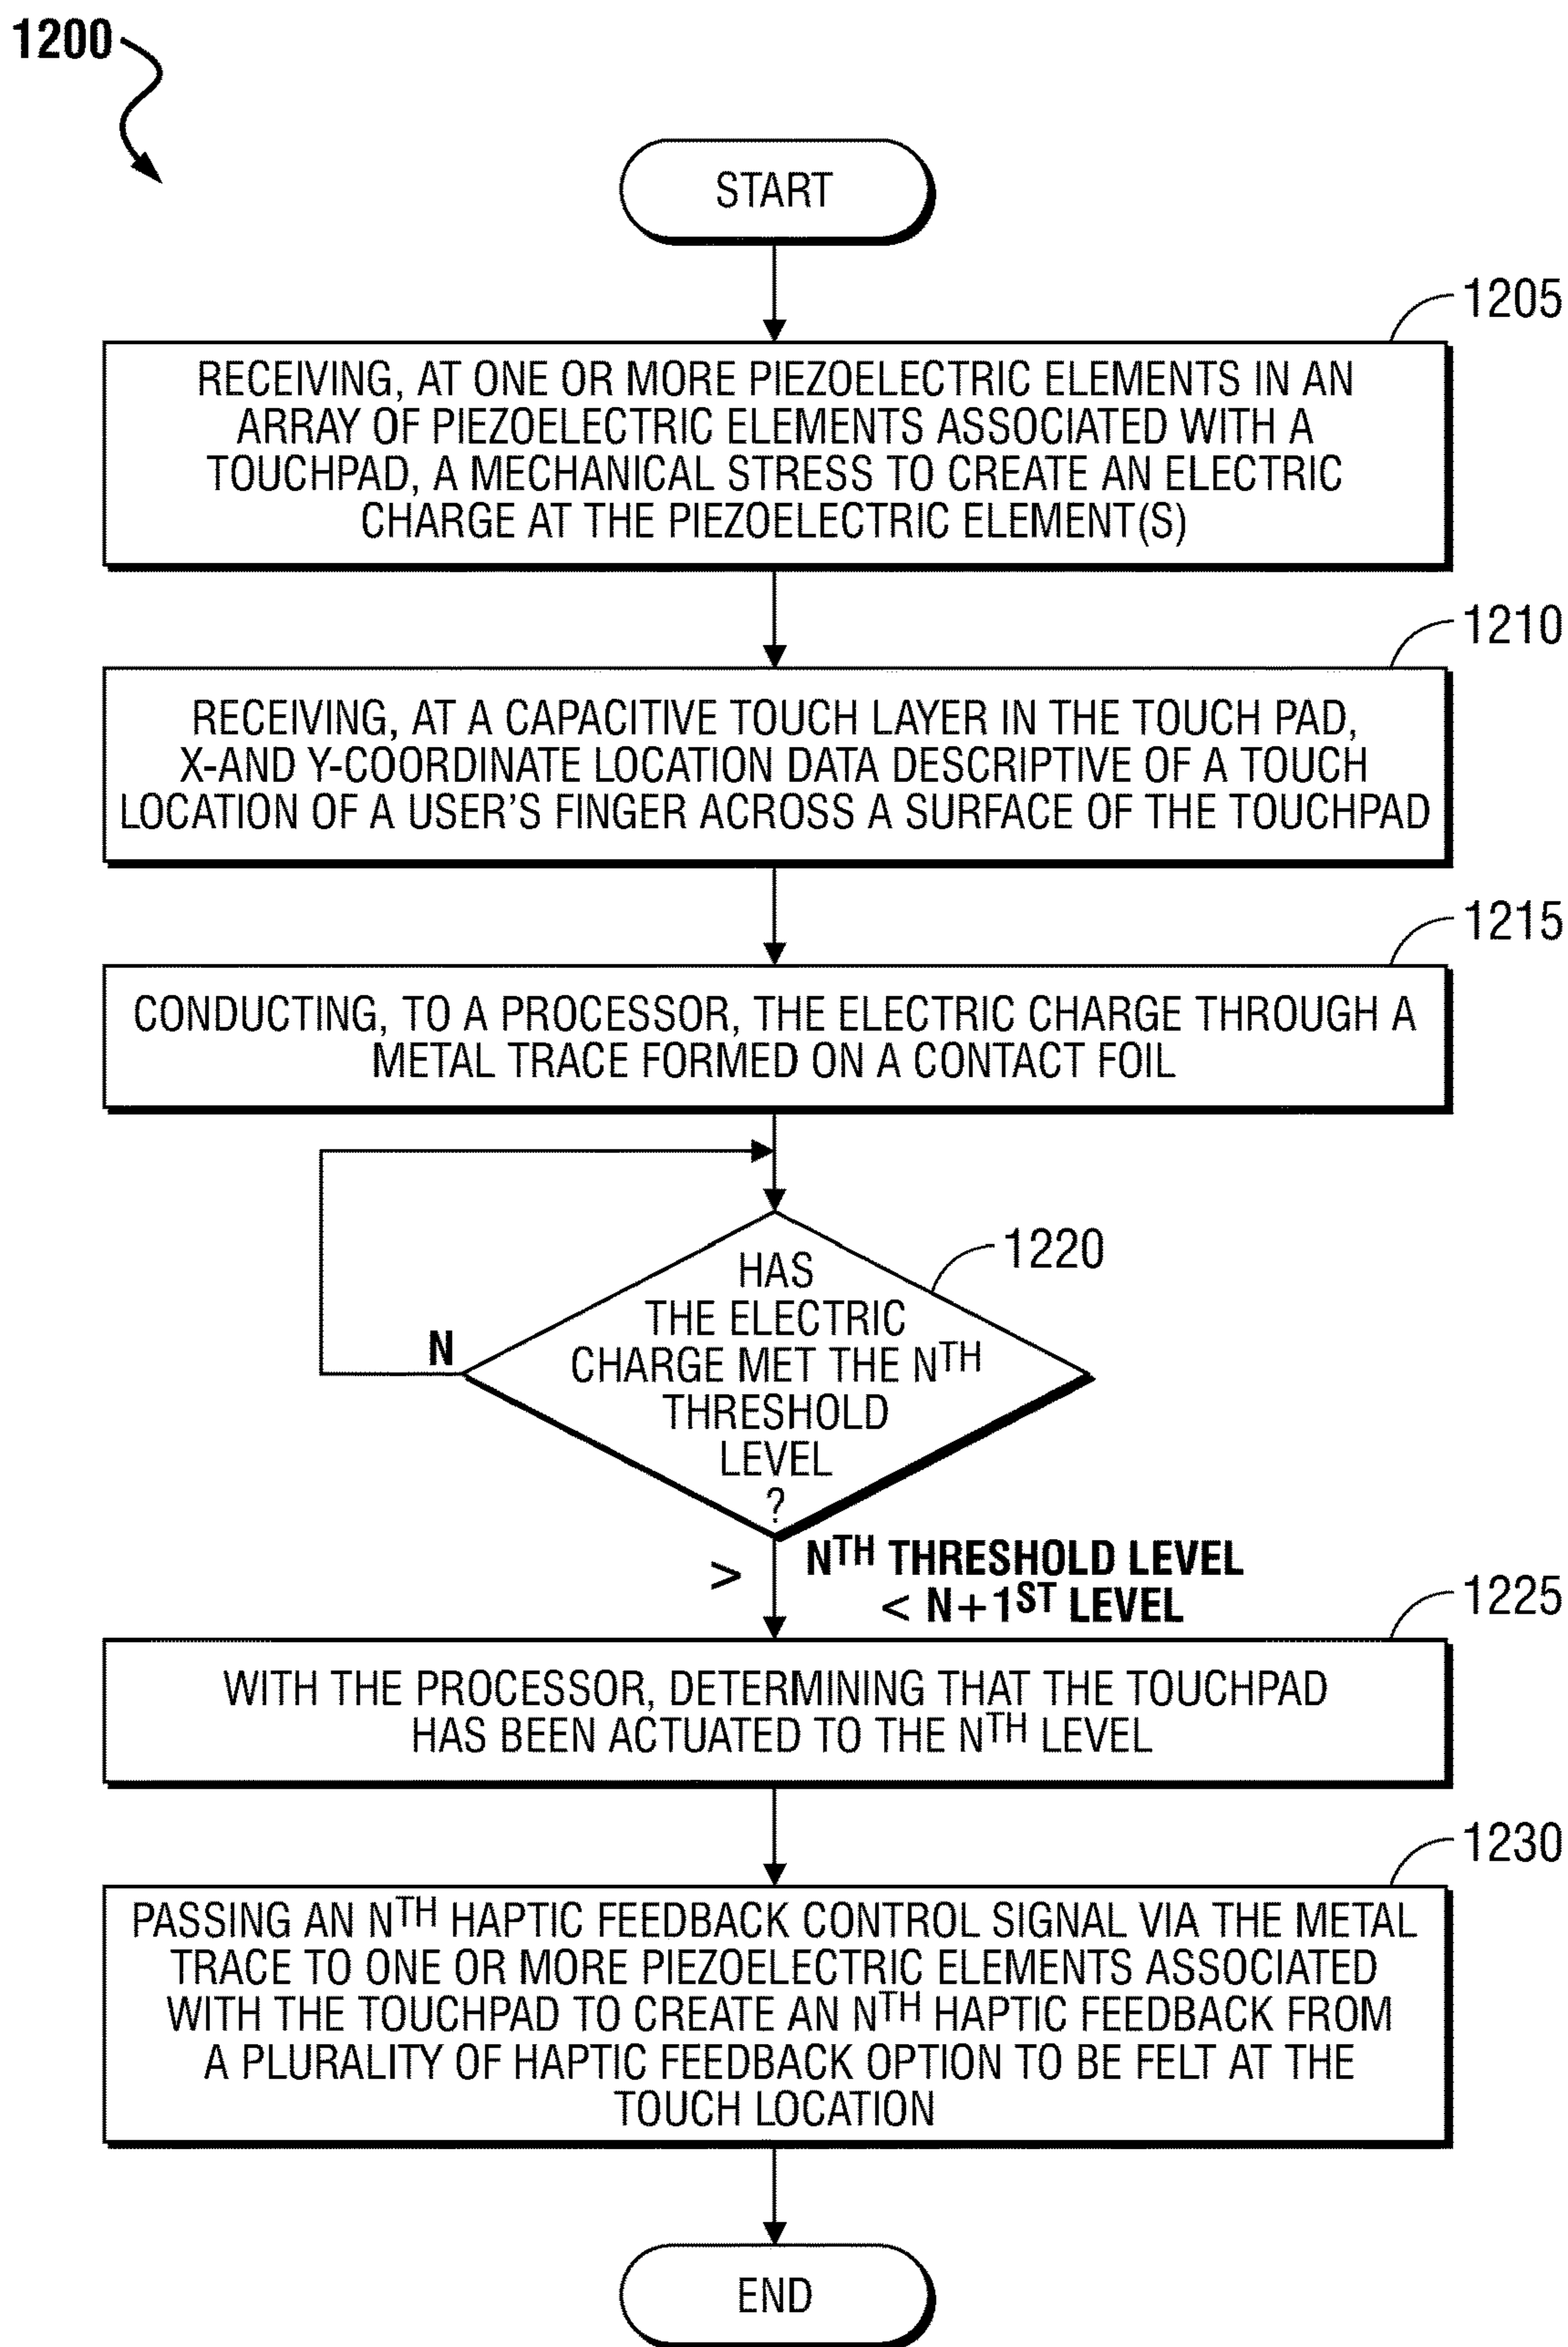 1200
START
1205
RECEIVING, AT ONE OR MORE PIEZOELECTRIC ELEMENTS IN AN
ARRAY OF PIEZOELECTRIC ELEMENTS ASSOCIATED WITH A
TOUCHPAD, A MECHANICAL STRESS TO CREATE AN ELECTRIC
CHARGE AT THE PIEZOELECTRIC ELEMENT(S)
1210
RECEIVING, AT A CAPACITIVE TOUCH LAYER IN THE TOUCH PAD,
X-AND Y-COORDINATE LOCATION DATA DESCRIPTIVE OF A TOUCH
LOCATION OF A USER'S FINGER ACROSS A SURFACE OF THE TOUCHPAD
1215
CONDUCTING, TO A PROCESSOR, THE ELECTRIC CHARGE THROUGH A
METAL TRACE FORMED ON A CONTACT FOIL
1220
HAS
THE ELECTRIC
CHARGE MET THE NTH
THRESHOLD
LEVEL
?
N
> NTH THRESHOLD LEVEL
< N+1ST LEVEL
1225
WITH THE PROCESSOR, DETERMINING THAT THE TOUCHPAD
HAS BEEN ACTUATED TO THE NTH LEVEL
1230
PASSING AN NTH HAPTIC FEEDBACK CONTROL SIGNAL VIA THE METAL
TRACE TO ONE OR MORE PIEZOELECTRIC ELEMENTS ASSOCIATED
WITH THE TOUCHPAD TO CREATE AN NTH HAPTIC FEEDBACK FROM
A PLURALITY OF HAPTIC FEEDBACK OPTION TO BE FELT AT THE
TOUCH LOCATION
END